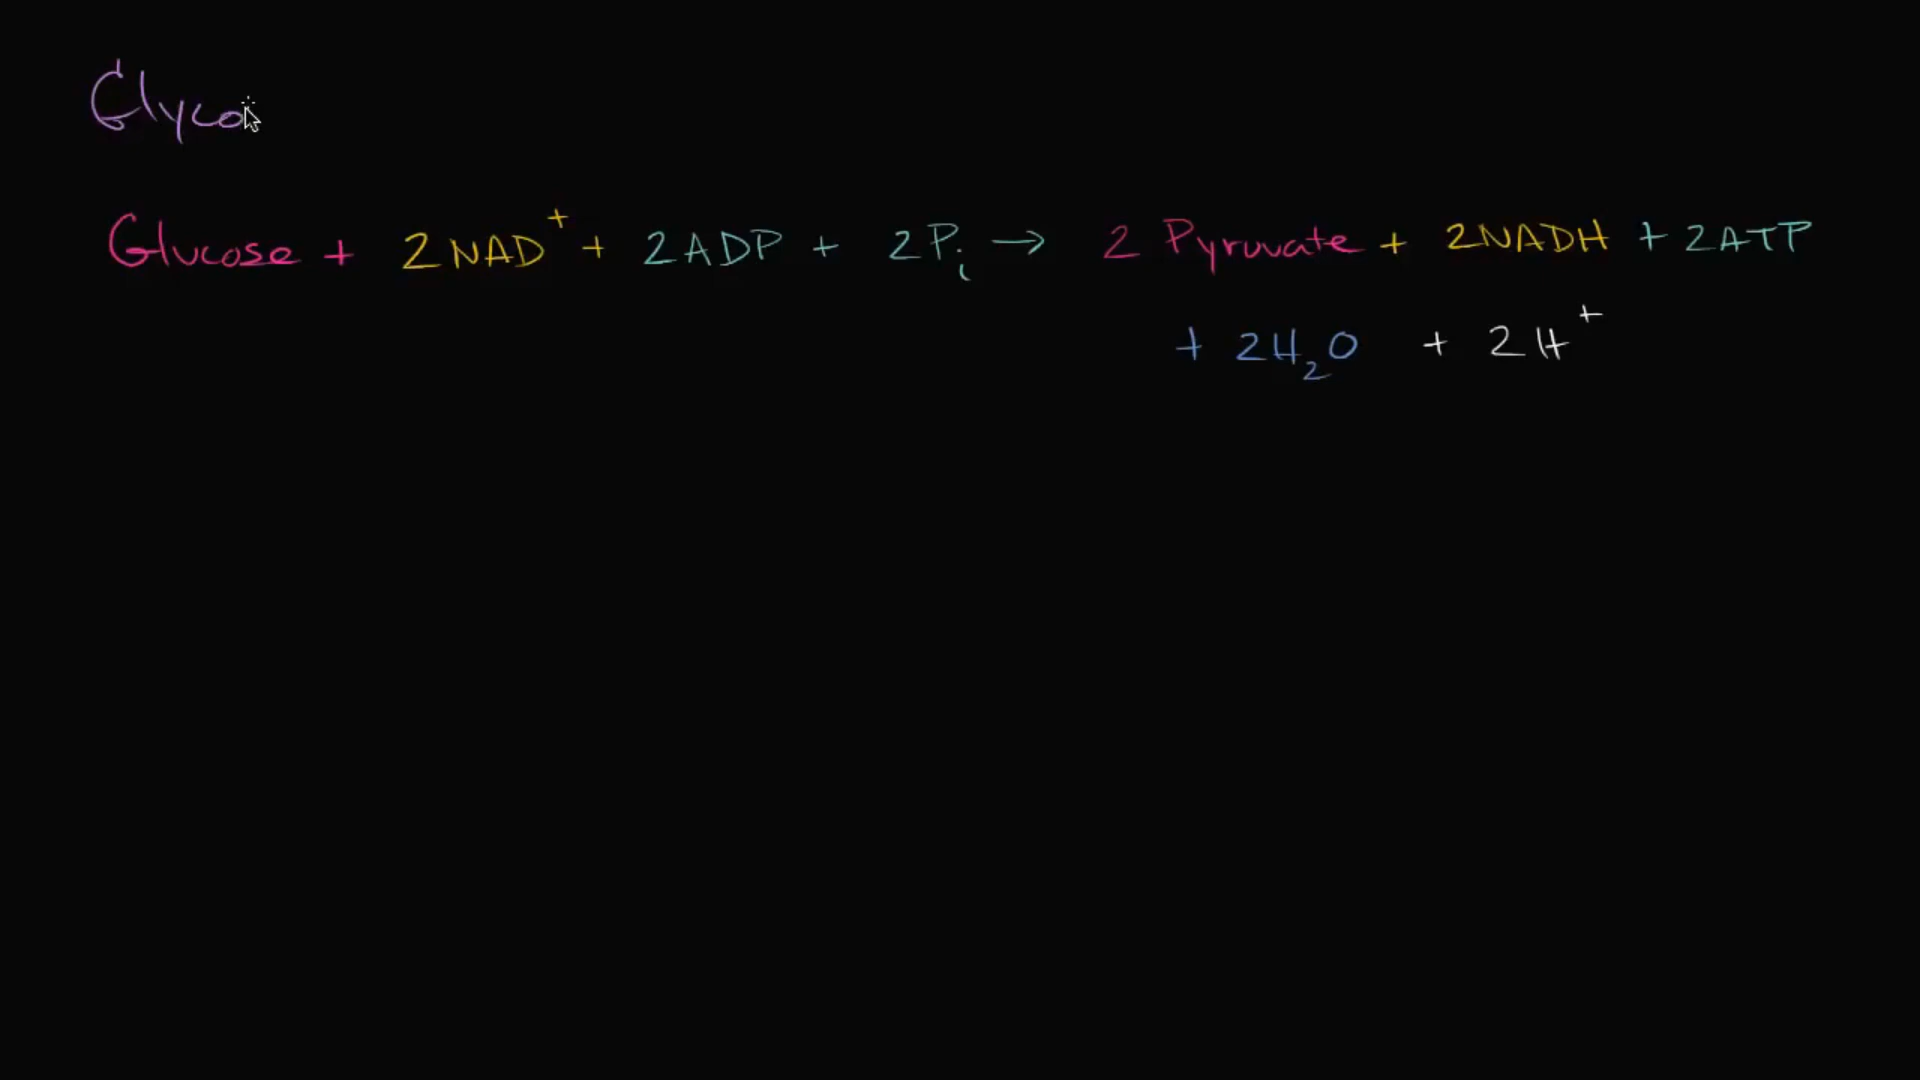 Glyco
Glucose + 2NAD⁺ + 2ADP + 2Pᵢ → 2 Pyruvate + 2NADH + 2ATP
+ 2H₂O + 2H⁺